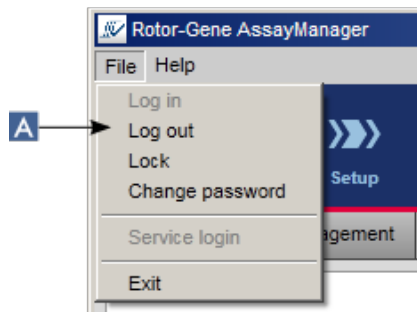 Rotor-Gene AssayManager
File Help
Log in
A Log out
Lock
Change password
Setup
Service login
agement
Exit